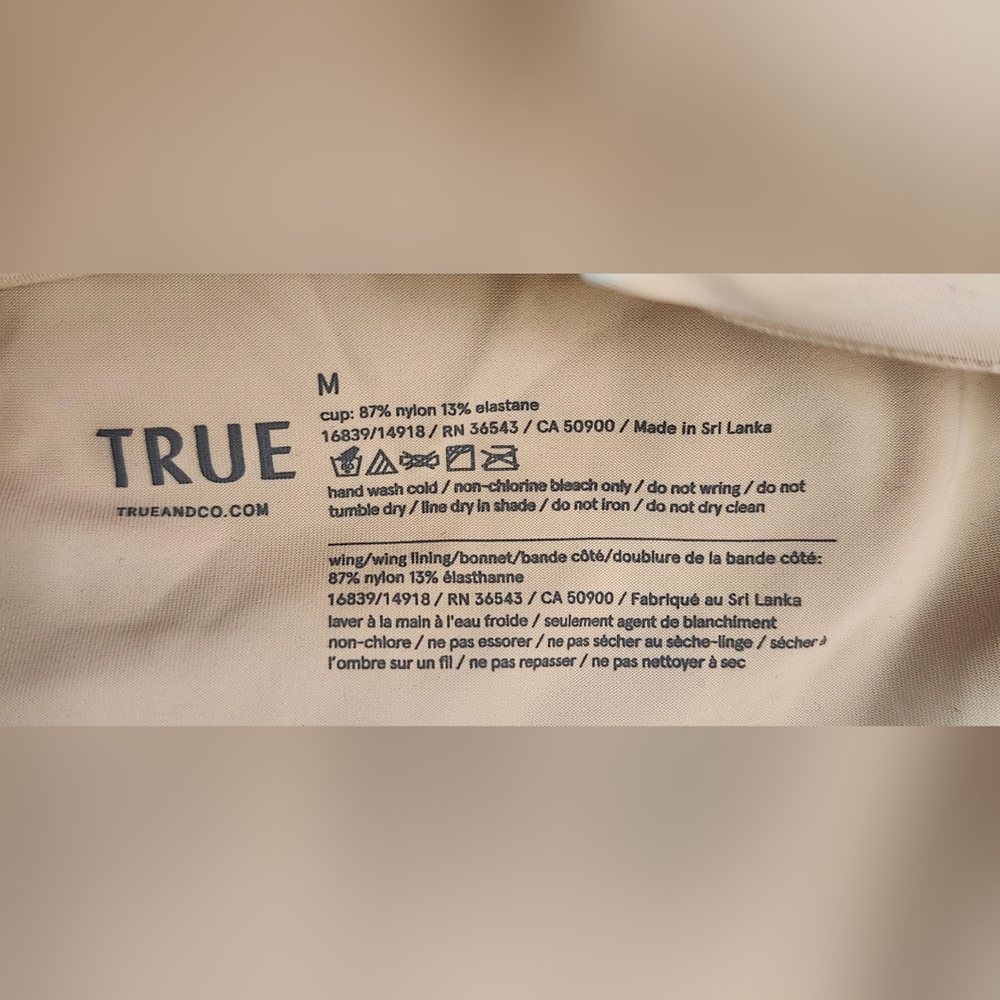 TRUE
TRUEANDCO.COM
M
cup: 87% nylon 13% elastane
16839/14918 / RN 36543 / CA 50900 / Made in Sri Lanka
hand wash cold / non-chlorine bleach only / do not wring / do not
tumble dry / line dry in shade / do not iron / do not dry clean
wing/wing lining/bonnet/bande côté/doublure de la bande côté:
87% nylon 13% élasthanne
16839/14918 / RN 36543 / CA 50900 / Fabriqué au Sri Lanka
laver à la main à l'eau froide / seulement agent de blanchiment
non-chlore / ne pas essorer / ne pas sécher au sèche-linge / sécher à
l'ombre sur un fil / ne pas repasser / ne pas nettoyer à sec